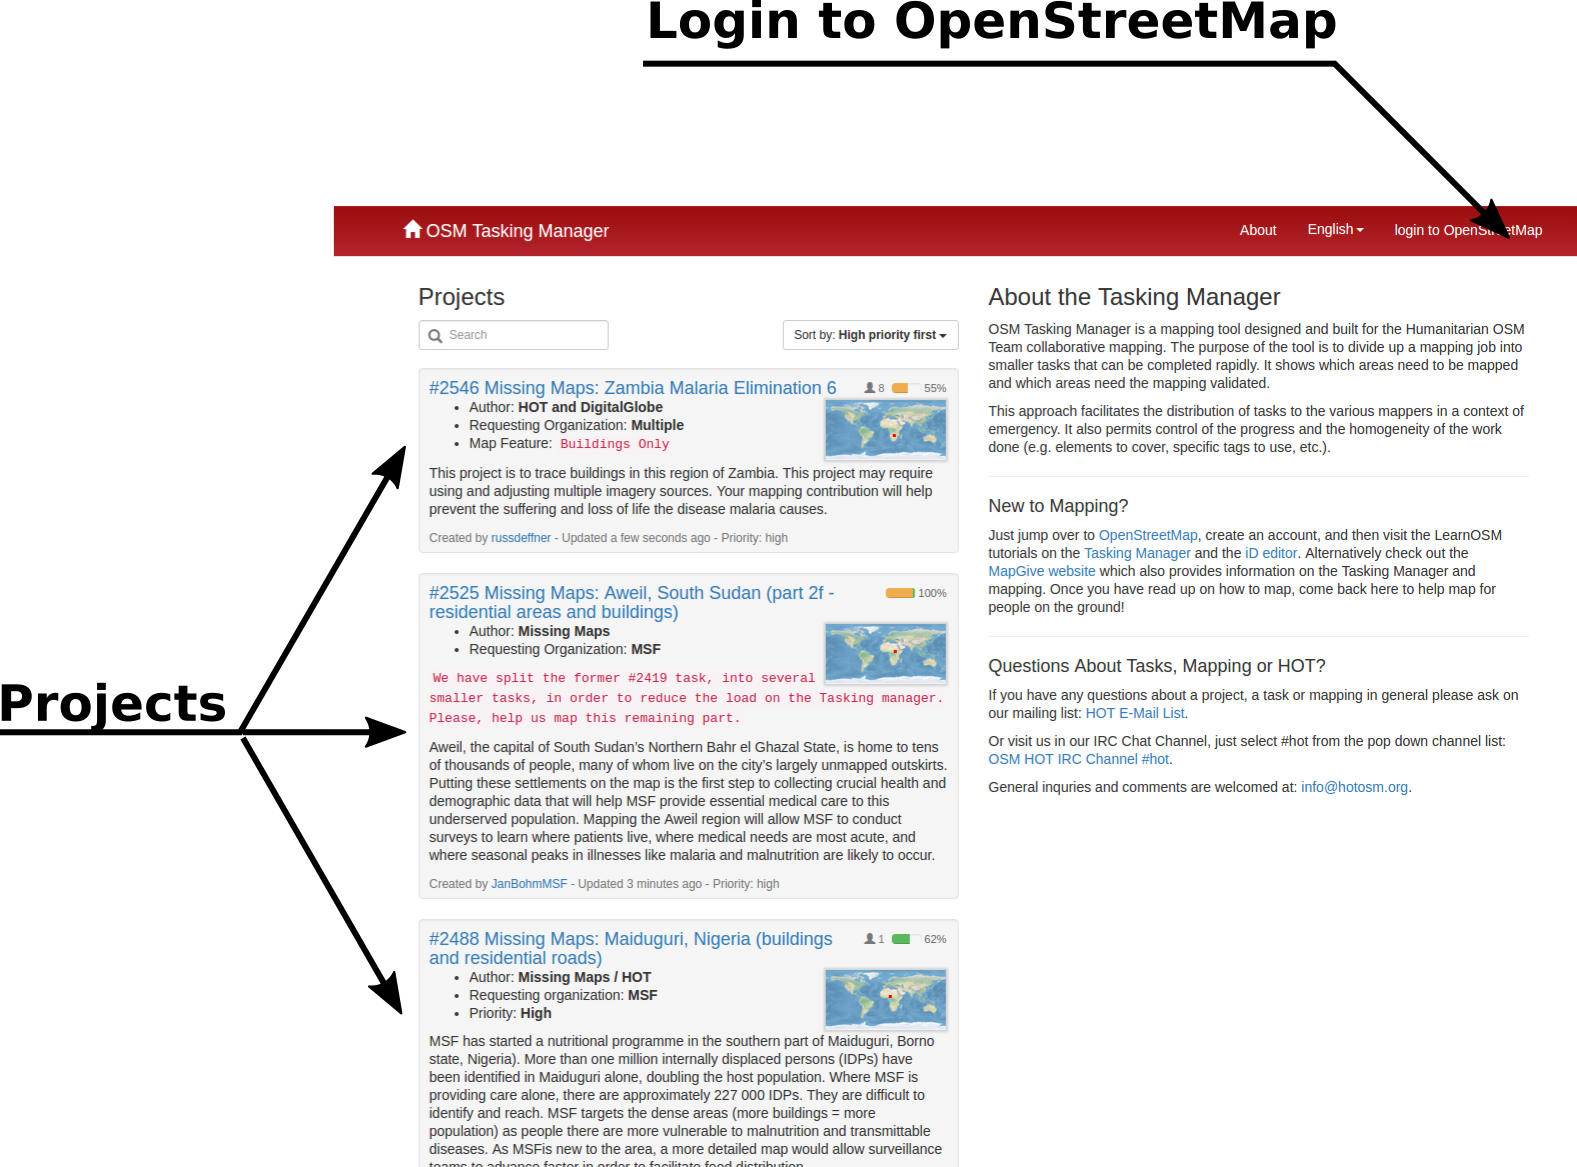 Login to OpenStreetMap
OSM Tasking Manager
About
English
login to OpenStreetMap
Projects
Search
Sort by: High priority first
#2546 Missing Maps: Zambia Malaria Elimination 6
8
55%
Author: HOT and DigitalGlobe
Requesting Organization: Multiple
Map Feature: Buildings Only
This project is to trace buildings in this region of Zambia. This project may require
using and adjusting multiple imagery sources. Your mapping contribution will help
prevent the suffering and loss of life the disease malaria causes.
Created by russdeffner - Updated a few seconds ago - Priority: high
#2525 Missing Maps: Aweil, South Sudan (part 2f -
residential areas and buildings)
100%
Author: Missing Maps
Requesting Organization: MSF
We have split the former #2419 task, into several
smaller tasks, in order to reduce the load on the Tasking manager.
Please, help us map this remaining part.
Aweil, the capital of South Sudan's Northern Bahr el Ghazal State, is home to tens
of thousands of people, many of whom live on the city's largely unmapped outskirts.
Putting these settlements on the map is the first step to collecting crucial health and
demographic data that will help MSF provide essential medical care to this
underserved population. Mapping the Aweil region will allow MSF to conduct
surveys to learn where patients live, where medical needs are most acute, and
where seasonal peaks in illnesses like malaria and malnutrition are likely to occur.
Created by JanBohmMSF - Updated 3 minutes ago - Priority: high
#2488 Missing Maps: Maiduguri, Nigeria (buildings
and residential roads)
1
62%
Author: Missing Maps / HOT
Requesting organization: MSF
Priority: High
MSF has started a nutritional programme in the southern part of Maiduguri, Borno
state, Nigeria). More than one million internally displaced persons (IDPs) have
been identified in Maiduguri alone, doubling the host population. Where MSF is
providing care alone, there are approximately 227 000 IDPs. They are difficult to
identify and reach. MSF targets the dense areas (more buildings = more
population) as people there are more vulnerable to malnutrition and transmittable
diseases. As MSFis new to the area, a more detailed map would allow surveillance
teams to advance faster in order to facilitate food distribution.
About the Tasking Manager
OSM Tasking Manager is a mapping tool designed and built for the Humanitarian OSM
Team collaborative mapping. The purpose of the tool is to divide up a mapping job into
smaller tasks that can be completed rapidly. It shows which areas need to be mapped
and which areas need the mapping validated.
This approach facilitates the distribution of tasks to the various mappers in a context of
emergency. It also permits control of the progress and the homogeneity of the work
done (e.g. elements to cover, specific tags to use, etc.).
New to Mapping?
Just jump over to OpenStreetMap, create an account, and then visit the LearnOSM
tutorials on the Tasking Manager and the iD editor. Alternatively check out the
MapGive website which also provides information on the Tasking Manager and
mapping. Once you have read up on how to map, come back here to help map for
people on the ground!
Questions About Tasks, Mapping or HOT?
If you have any questions about a project, a task or mapping in general please ask on
our mailing list: HOT E-Mail List.
Or visit us in our IRC Chat Channel, just select #hot from the pop down channel list:
OSM HOT IRC Channel #hot.
General inquries and comments are welcomed at: info@hotosm.org.
Projects